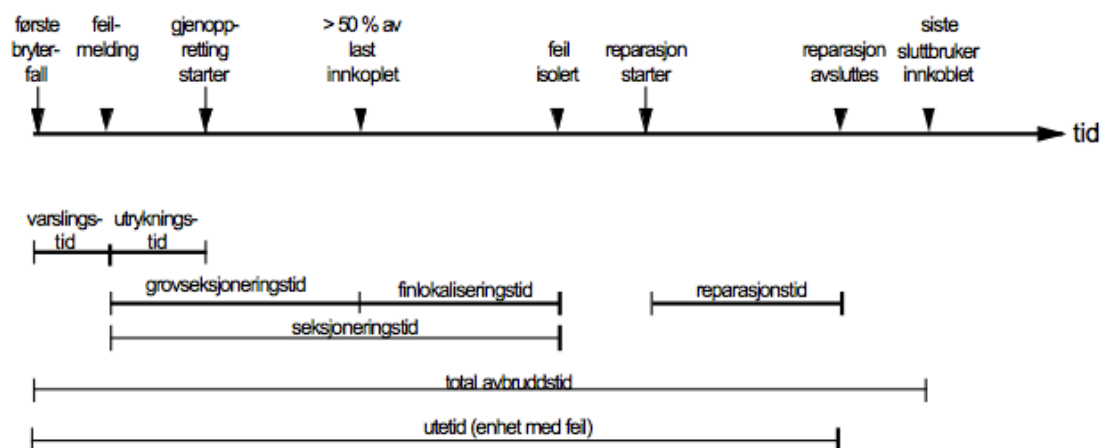 første
bryter-
fall
feil-
melding
gjenopp-
retting
starter
> 50 % av
last
innkoplet
feil
isolert
reparasjon
starter
reparasjon
avsluttes
siste
sluttbruker
innkoblet
tid
varslings-
tid
utryknings-
tid
grovseksjoneringstid
finlokaliseringstid
reparasjonstid
seksjoneringstid
total avbruddstid
utetid (enhet med feil)